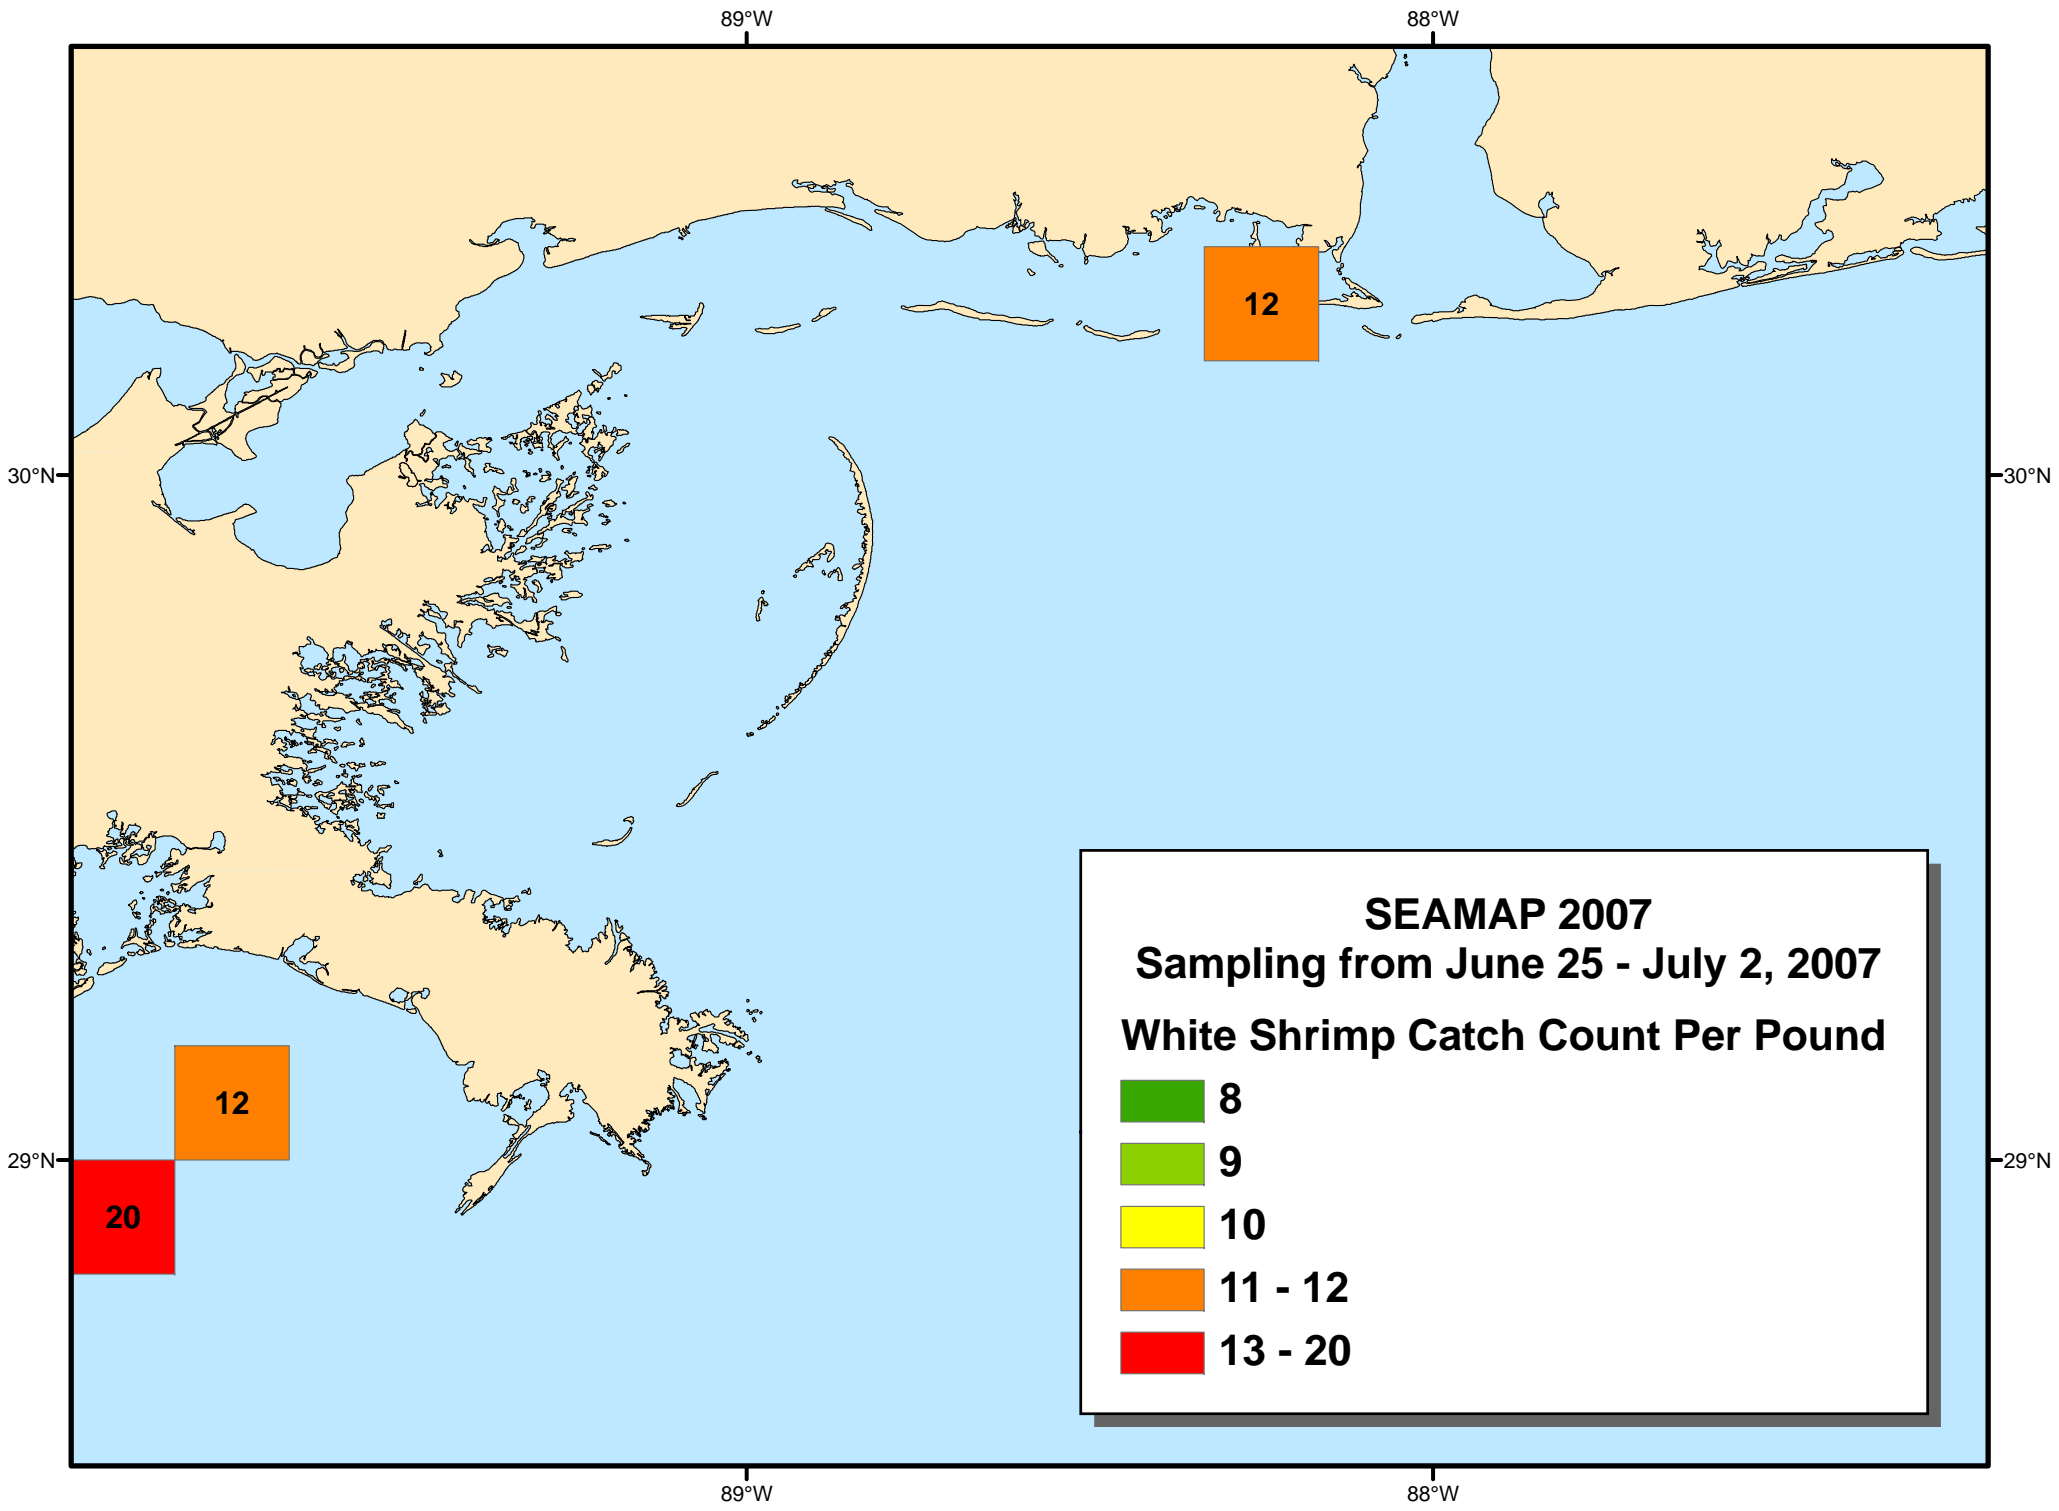 89°W
88°W
12
30°N
30°N
SEAMAP 2007
Sampling from June 25 - July 2, 2007
White Shrimp Catch Count Per Pound
8
9
10
11 - 12
13 - 20
12
29°N
29°N
20
89°W
88°W